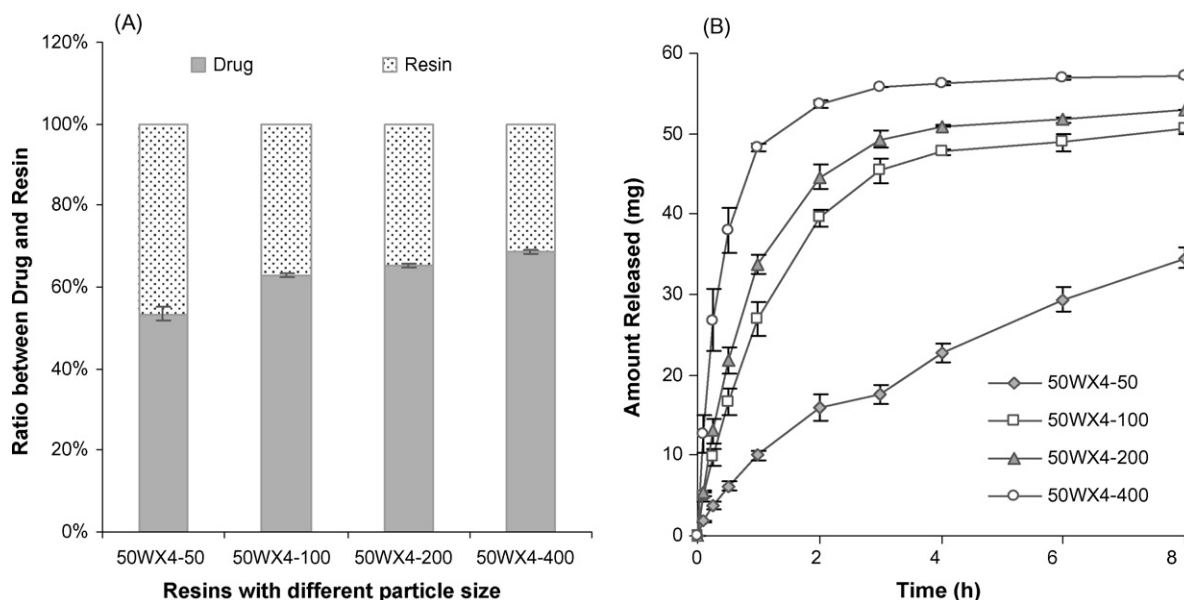 (A)
120%
100%
80%
60%
40%
20%
0%
Drug
Resin
Ratio between Drug and Resin
50WX4-50
50WX4-100
50WX4-200
50WX4-400
Resins with different particle size
(B)
60
50
40
30
20
10
0
Amount Released (mg)
50WX4-50
50WX4-100
50WX4-200
50WX4-400
0
2
4
6
8
Time (h)